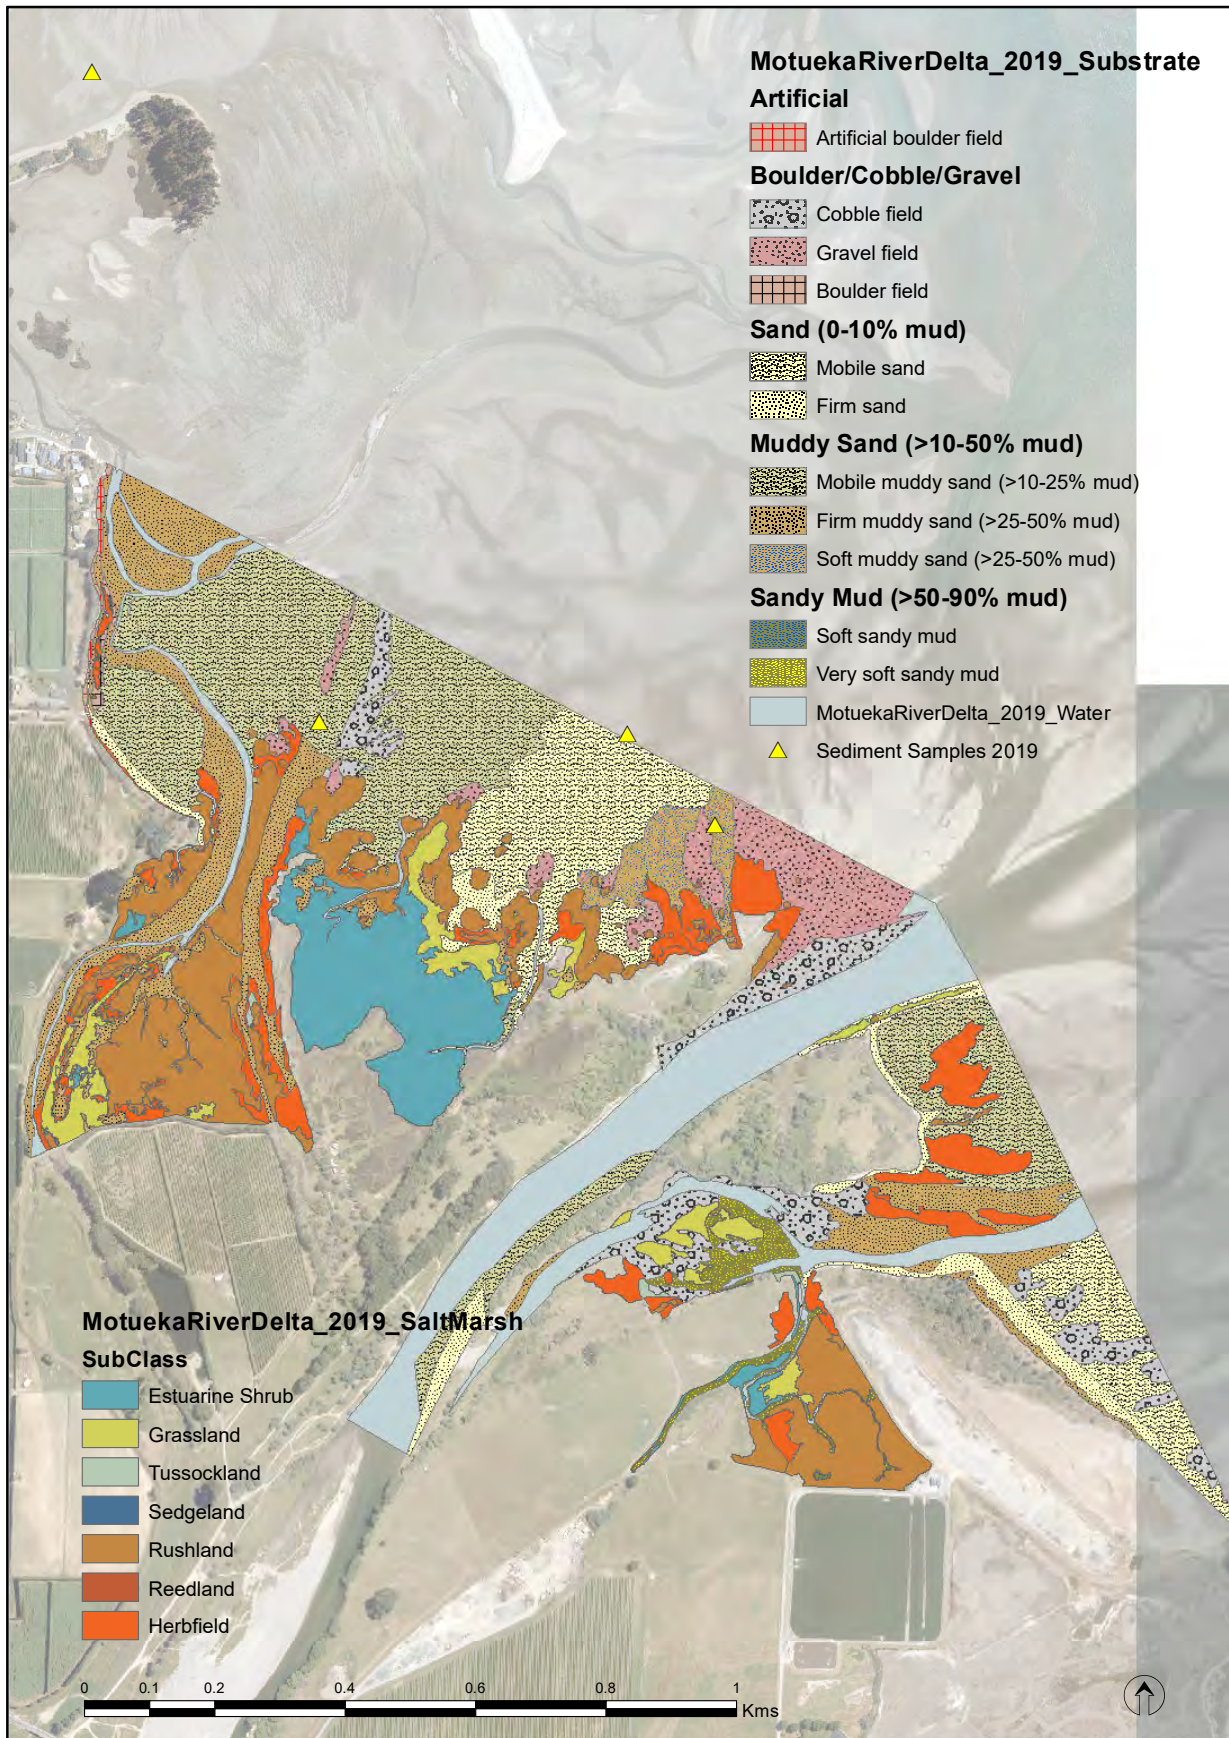 MotuekaRiverDelta_2019_Substrate
Artificial
Artificial boulder field
Boulder/Cobble/Gravel
Cobble field
Gravel field
Boulder field
Sand (0-10% mud)
Mobile sand
Firm sand
Muddy Sand (>10-50% mud)
Mobile muddy sand (>10-25% mud)
Firm muddy sand (>25-50% mud)
Soft muddy sand (>25-50% mud)
Sandy Mud (>50-90% mud)
Soft sandy mud
Very soft sandy mud
MotuekaRiverDelta_2019_Water
Sediment Samples 2019
MotuekaRiverDelta_2019_SaltMarsh
SubClass
Estuarine Shrub
Grassland
Tussockland
Sedgeland
Rushland
Reedland
Herbfield
0 0.1 0.2 0.4 0.6 0.8 1
Kms